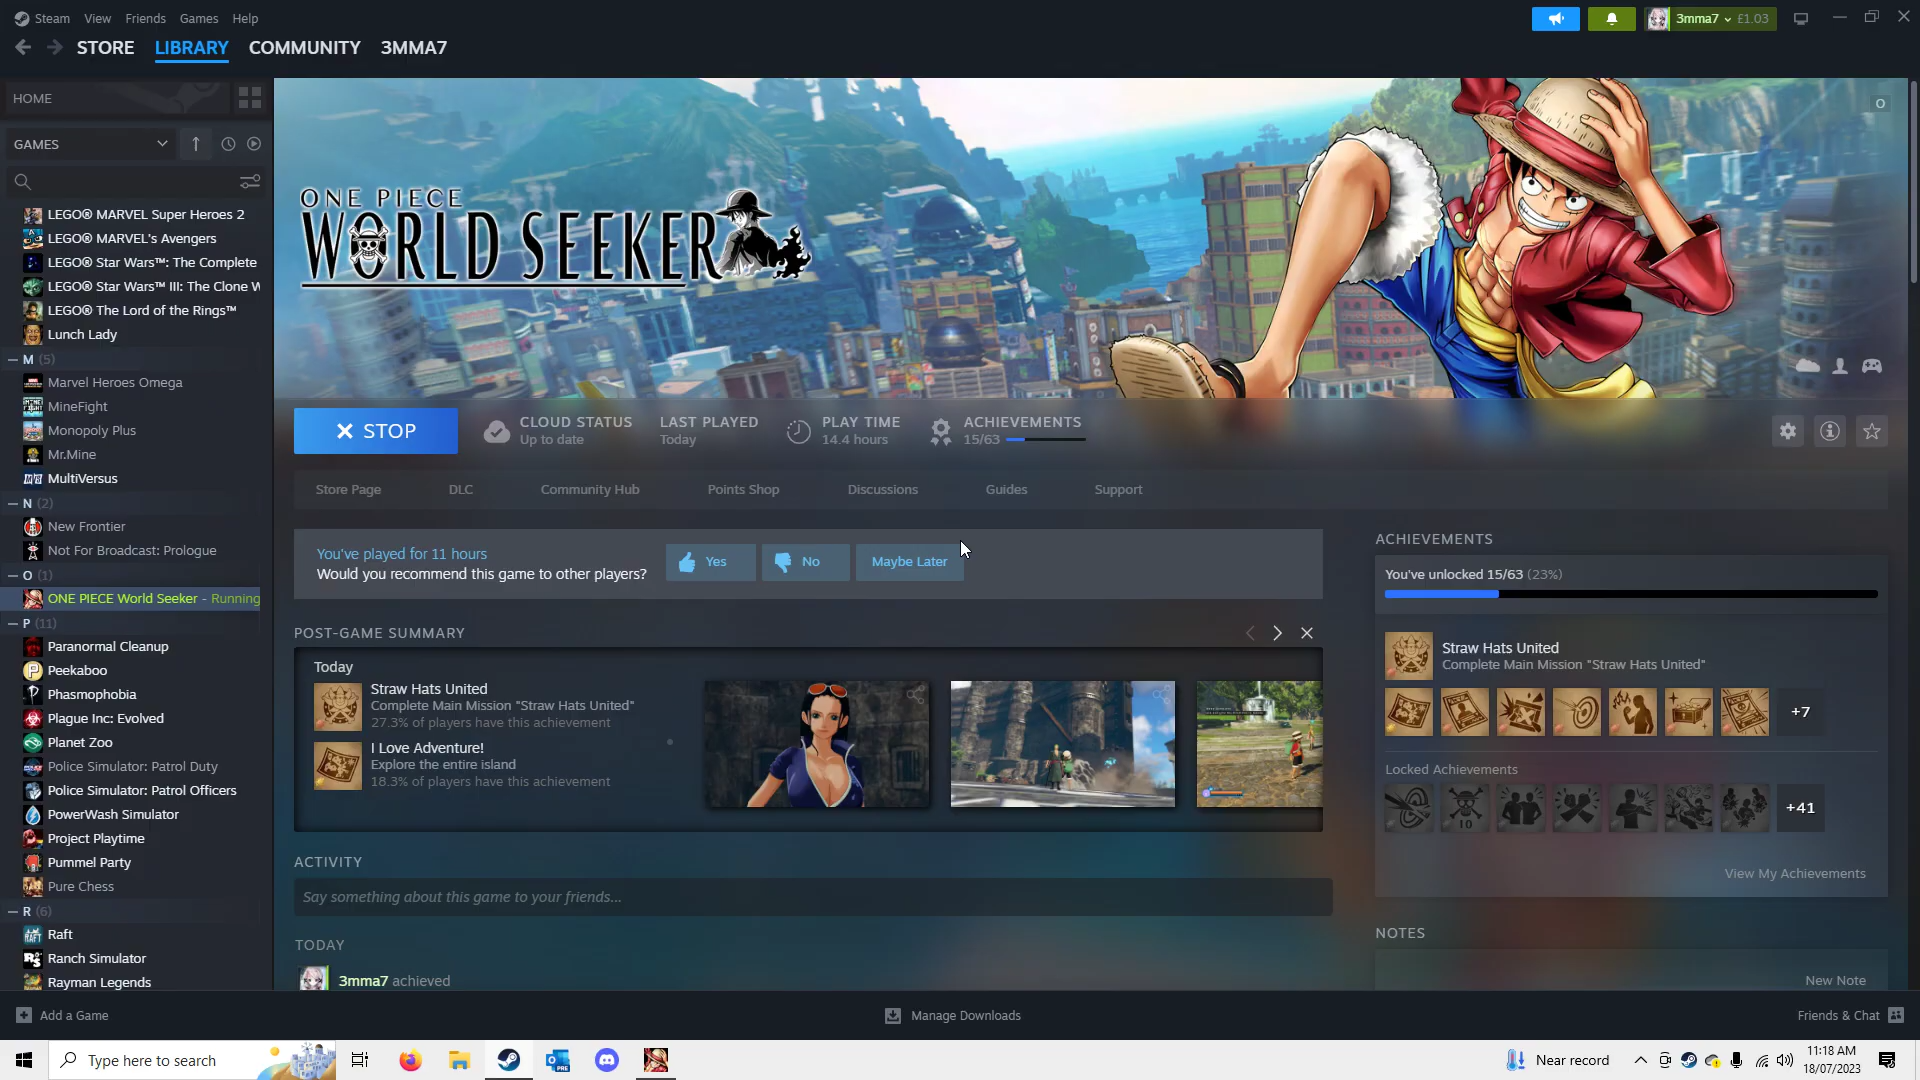 Steam View Friends Games Help
3mma7 £1.03
STORE LIBRARY COMMUNITY 3MMA7
HOME
GAMES
LEGO® MARVEL Super Heroes 2
LEGO® MARVEL's Avengers
LEGO® Star Wars™: The Complete
LEGO® Star Wars™ III: The Clone W
LEGO® The Lord of the Rings™
Lunch Lady
M (5)
Marvel Heroes Omega
MineFight
Monopoly Plus
Mr.Mine
MultiVersus
N (2)
New Frontier
Not For Broadcast: Prologue
O (1)
ONE PIECE World Seeker - Running
P (11)
Paranormal Cleanup
Peekaboo
Phasmophobia
Plague Inc: Evolved
Planet Zoo
Police Simulator: Patrol Duty
Police Simulator: Patrol Officers
PowerWash Simulator
Project Playtime
Pummel Party
Pure Chess
R (6)
Raft
Ranch Simulator
Rayman Legends
O
ONE PIECE
WORLD SEEKER
STOP
CLOUD STATUS
Up to date
LAST PLAYED
Today
PLAY TIME
14.4 hours
ACHIEVEMENTS
15/63
Store Page DLC Community Hub Points Shop Discussions Guides Support
You've played for 11 hours
Would you recommend this game to other players?
Yes No Maybe Later
POST-GAME SUMMARY
Today
Straw Hats United
Complete Main Mission "Straw Hats United"
27.3% of players have this achievement
I Love Adventure!
Explore the entire island
18.3% of players have this achievement
ACTIVITY
Say something about this game to your friends...
TODAY
3mma7 achieved
ACHIEVEMENTS
You've unlocked 15/63 (23%)
Straw Hats United
Complete Main Mission "Straw Hats United"
+7
Locked Achievements
10
+41
View My Achievements
NOTES
New Note
Add a Game
Manage Downloads
Friends & Chat
Type here to search
Near record
11:18 AM
18/07/2023